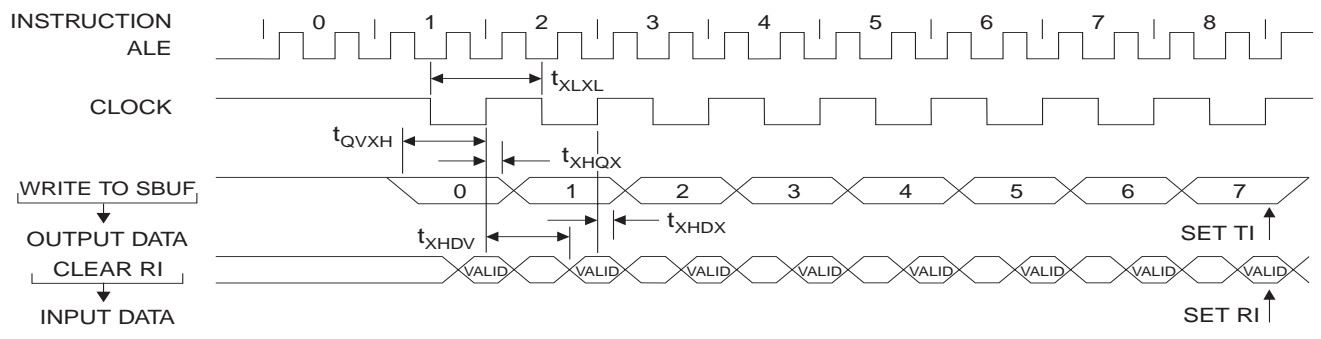 INSTRUCTION 0 1 2 3 4 5 6 7 8
ALE
tXLXL
CLOCK
tQVXH
tXHQX
WRITE TO SBUF 0 1 2 3 4 5 6 7
tXHDX
OUTPUT DATA
tXHDV
SET TI
CLEAR RI VALID VALID VALID VALID VALID VALID VALID VALID
INPUT DATA
SET RI